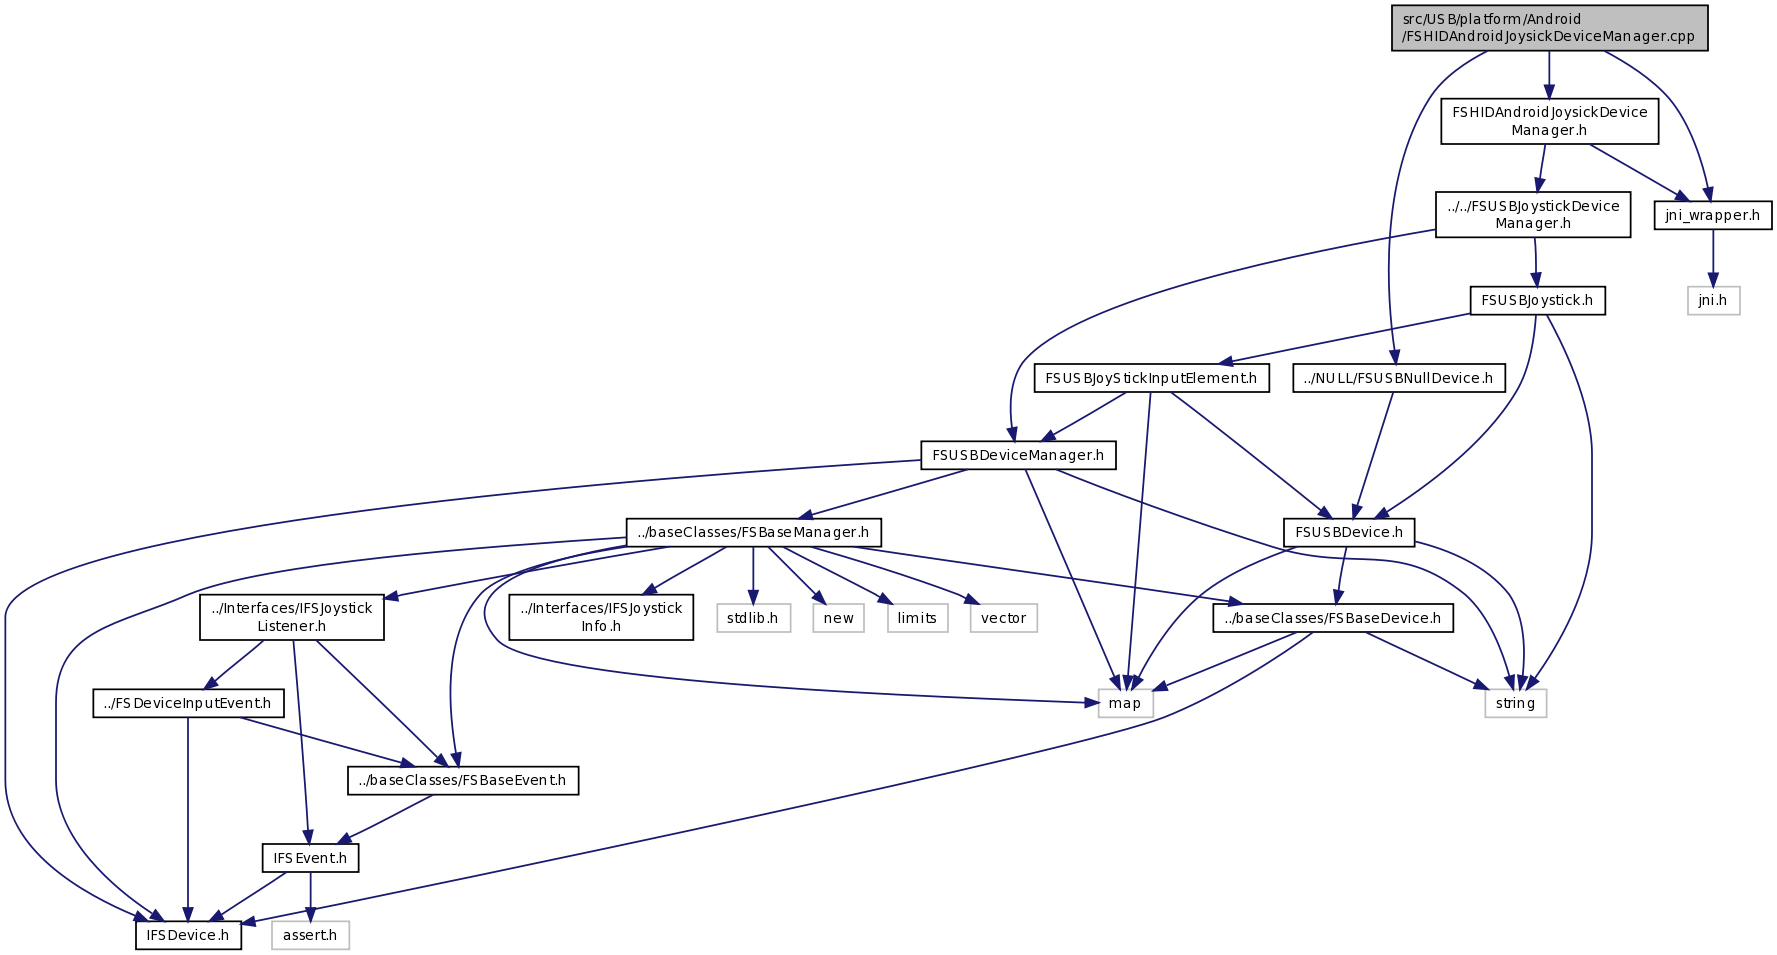 src/USB/platform/Android
/FSHIDAndroidJoysickDeviceManager.cpp
FSHIDAndroidJoysickDevice
Manager.h
../../FSUSBJoystickDevice
Manager.h
jni_wrapper.h
FSUSBJoystick.h
jni.h
FSUSBJoyStickInputElement.h
../NULL/FSUSBNullDevice.h
FSUSBDeviceManager.h
../baseClasses/FSBaseManager.h
FSUSBDevice.h
../Interfaces/IFSJoystick
Listener.h
../Interfaces/IFSJoystick
Info.h
stdlib.h
new
limits
vector
../baseClasses/FSBaseDevice.h
../FSDeviceInputEvent.h
map
string
../baseClasses/FSBaseEvent.h
IFSEvent.h
IFSDevice.h
assert.h